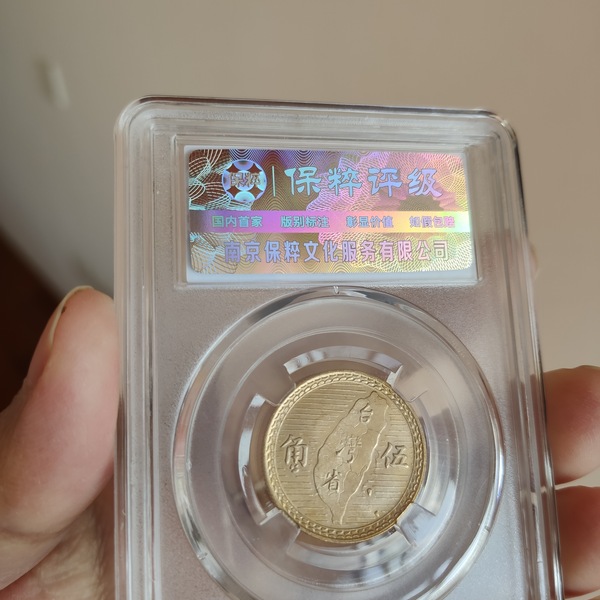 保粹评级
国内首家 版别标注 彰显价值 如假包赔
南京保粹文化服务有限公司
台
角 灣 伍
省